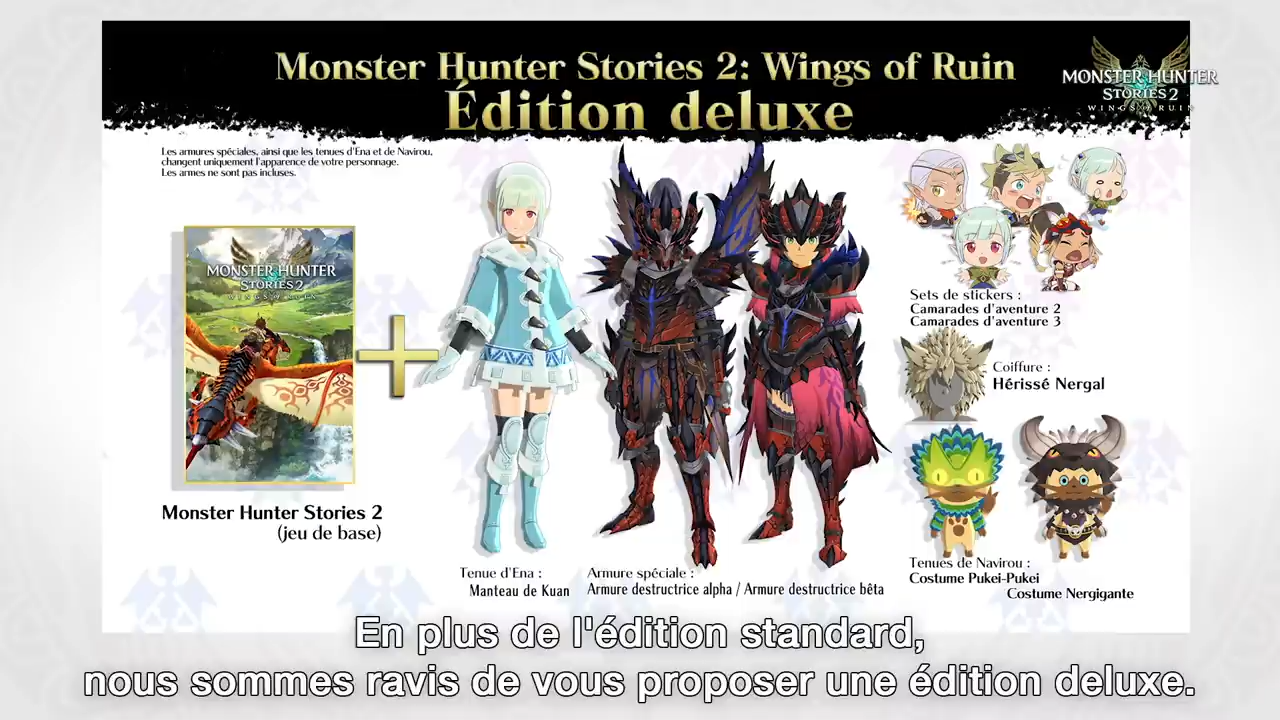 Monster Hunter Stories 2: Wings of Ruin
Édition deluxe
MONSTER HUNTER
STORIES 2
WINGS OF RUIN
Les armures spéciales, ainsi que les tenues d'Ena et de Navirou,
changent uniquement l'apparence de votre personnage.
Les armes ne sont pas incluses.
MONSTER HUNTER
STORIES 2
WINGS OF RUIN
Monster Hunter Stories 2
(jeu de base)
Tenue d'Ena :
Manteau de Kuan
Armure spéciale :
Armure destructrice alpha / Armure destructrice bêta
Sets de stickers :
Camarades d'aventure 2
Camarades d'aventure 3
Coiffure :
Hérissé Nergal
Tenues de Navirou :
Costume Pukei-Pukei
Costume Nergigante
En plus de l'édition standard,
nous sommes ravis de vous proposer une édition deluxe.